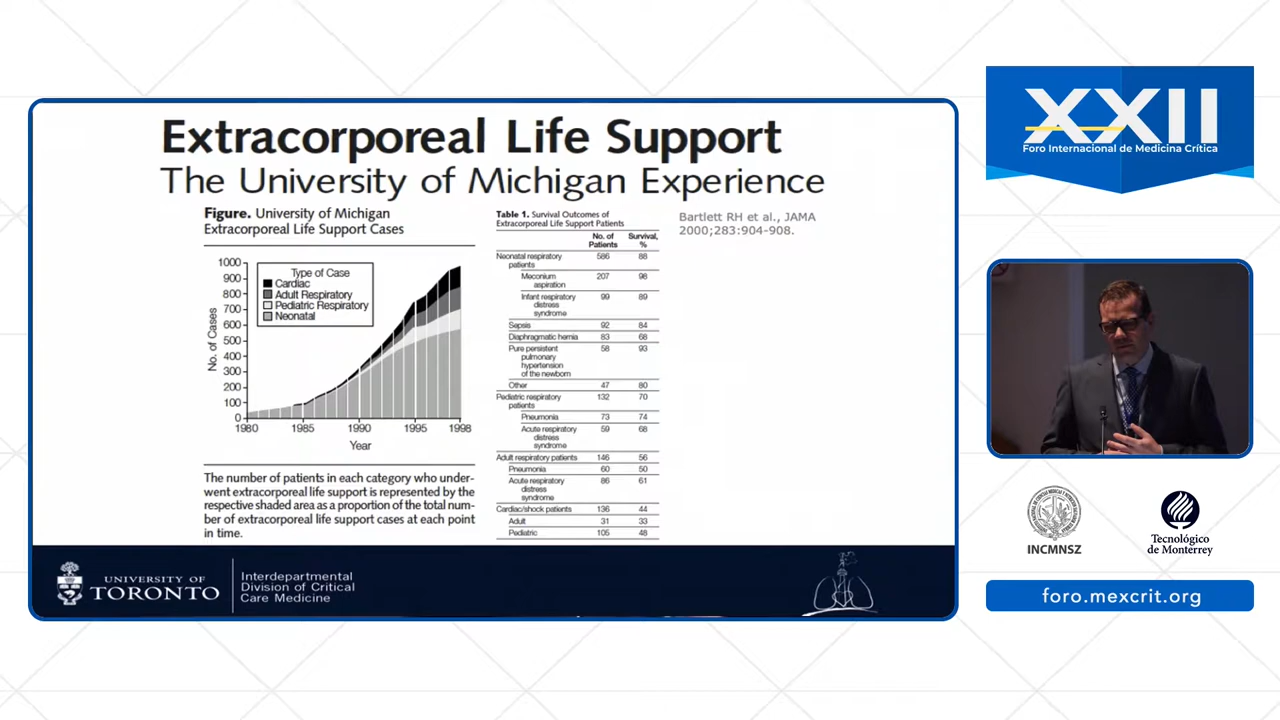 Extracorporeal Life Support
The University of Michigan Experience
Figure. University of Michigan
Extracorporeal Life Support Cases
1000
900
800
700
600
500
400
300
200
100
0
No. of Cases
Type of Case
Cardiac
Adult Respiratory
Pediatric Respiratory
Neonatal
1980 1985 1990 1995 1998
Year
The number of patients in each category who under-
went extracorporeal life support is represented by the
respective shaded area as a proportion of the total num-
ber of extracorporeal life support cases at each point
in time.
Table 1. Survival Outcomes of
Extracorporeal Life Support Patients
No. of Survival,
Patients %
Neonatal respiratory 586 88
patients
Meconium 207 98
aspiration
Infant respiratory 99 89
distress
syndrome
Sepsis 92 84
Diaphragmatic hernia 83 68
Pure persistent 58 93
pulmonary
hypertension
of the newborn
Other 47 80
Pediatric respiratory 132 70
patients
Pneumonia 73 74
Acute respiratory 59 68
distress
syndrome
Adult respiratory patients 146 56
Pneumonia 60 50
Acute respiratory 86 61
distress
syndrome
Cardiac/shock patients 136 44
Adult 31 33
Pediatric 105 48
Bartlett RH et al., JAMA
2000;283:904-908.
UNIVERSITY OF
TORONTO
Interdepartmental
Division of Critical
Care Medicine
XXII
Foro Internacional de Medicina Crítica
INCMNSZ
Tecnológico
de Monterrey
foro.mexcrit.org